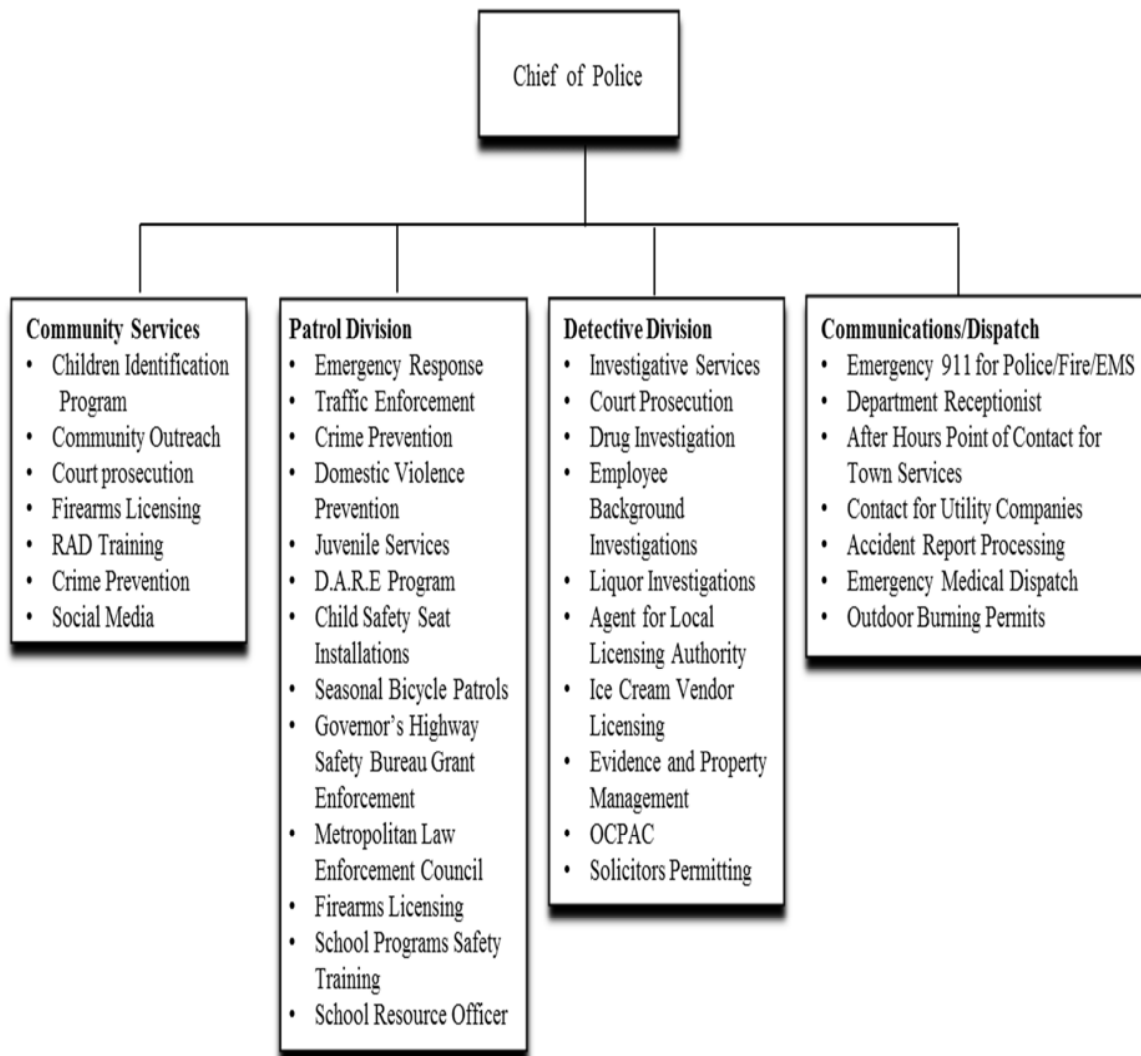 Chief of Police
Community Services
• Children Identification
Program
• Community Outreach
• Court prosecution
• Firearms Licensing
• RAD Training
• Crime Prevention
• Social Media
Patrol Division
• Emergency Response
• Traffic Enforcement
• Crime Prevention
• Domestic Violence
Prevention
• Juvenile Services
• D.A.R.E Program
• Child Safety Seat
Installations
• Seasonal Bicycle Patrols
• Governor’s Highway
Safety Bureau Grant
Enforcement
• Metropolitan Law
Enforcement Council
• Firearms Licensing
• School Programs Safety
Training
• School Resource Officer
Detective Division
• Investigative Services
• Court Prosecution
• Drug Investigation
• Employee
Background
Investigations
• Liquor Investigations
• Agent for Local
Licensing Authority
• Ice Cream Vendor
Licensing
• Evidence and Property
Management
• OCPAC
• Solicitors Permitting
Communications/Dispatch
• Emergency 911 for Police/Fire/EMS
• Department Receptionist
• After Hours Point of Contact for
Town Services
• Contact for Utility Companies
• Accident Report Processing
• Emergency Medical Dispatch
• Outdoor Burning Permits